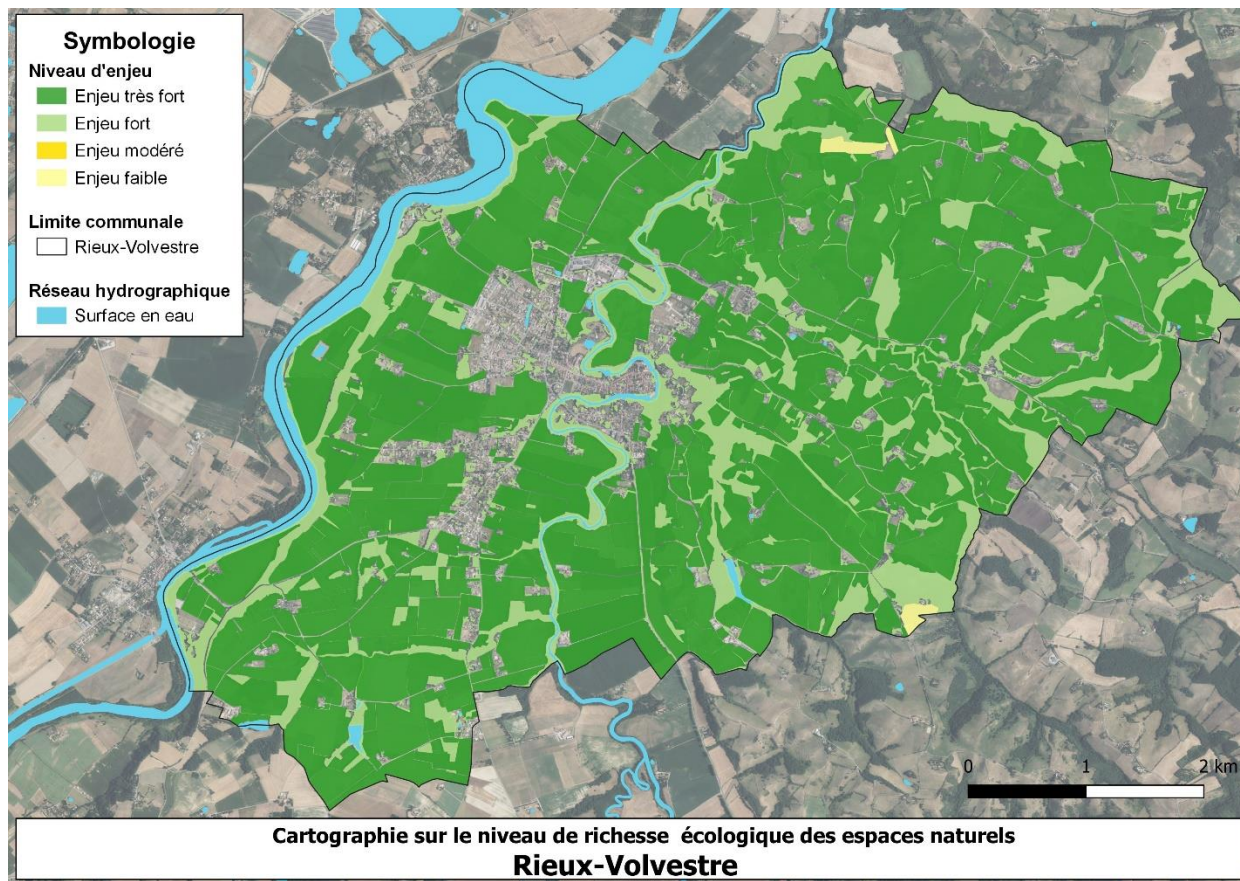 Symbologie
Niveau d'enjeu
Enjeu très fort
Enjeu fort
Enjeu modéré
Enjeu faible
Limite communale
Rieux-Volvestre
Réseau hydrographique
Surface en eau
0 1 2 km
Cartographie sur le niveau de richesse écologique des espaces naturels
Rieux-Volvestre